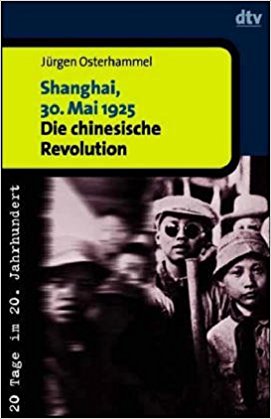 dtv
Jürgen Osterhammel
Shanghai,
30. Mai 1925
Die chinesische
Revolution
20 Tage im 20. Jahrhundert